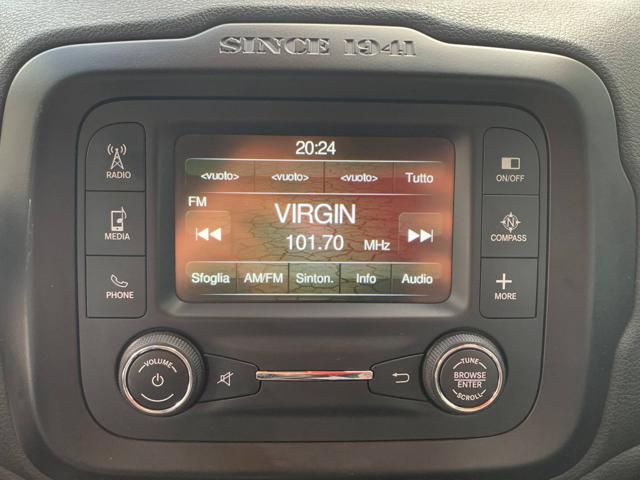 SINCE 1941
20:24
<vuoto> <vuoto> <vuoto> Tutto
FM
VIRGIN
101.70 MHz
Sfoglia AM/FM Sinton. Info Audio
RADIO
MEDIA
PHONE
ON/OFF
N
COMPASS
MORE
VOLUME
TUNE
BROWSE
ENTER
SCROLL